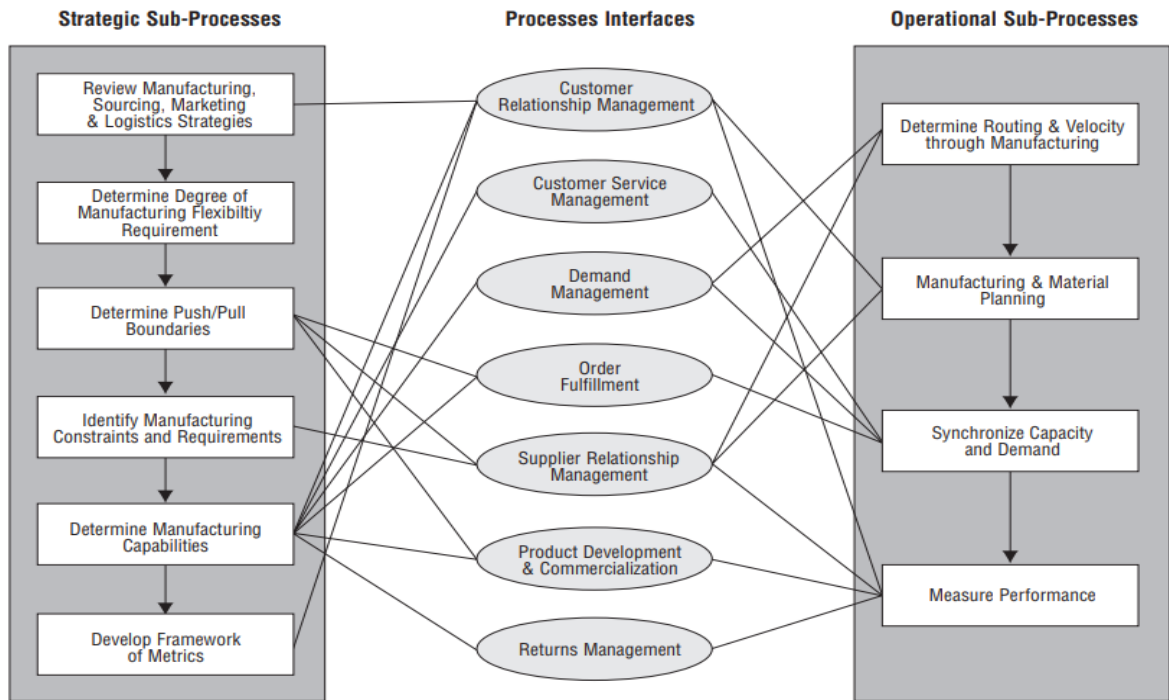 Strategic Sub-Processes
Processes Interfaces
Operational Sub-Processes
Review Manufacturing,
Sourcing, Marketing
& Logistics Strategies
Determine Degree of
Manufacturing Flexibiltiy
Requirement
Determine Push/Pull
Boundaries
Identify Manufacturing
Constraints and Requirements
Determine Manufacturing
Capabilities
Develop Framework
of Metrics
Customer
Relationship Management
Customer Service
Management
Demand
Management
Order
Fulfillment
Supplier Relationship
Management
Product Development
& Commercialization
Returns Management
Determine Routing & Velocity
through Manufacturing
Manufacturing & Material
Planning
Synchronize Capacity
and Demand
Measure Performance